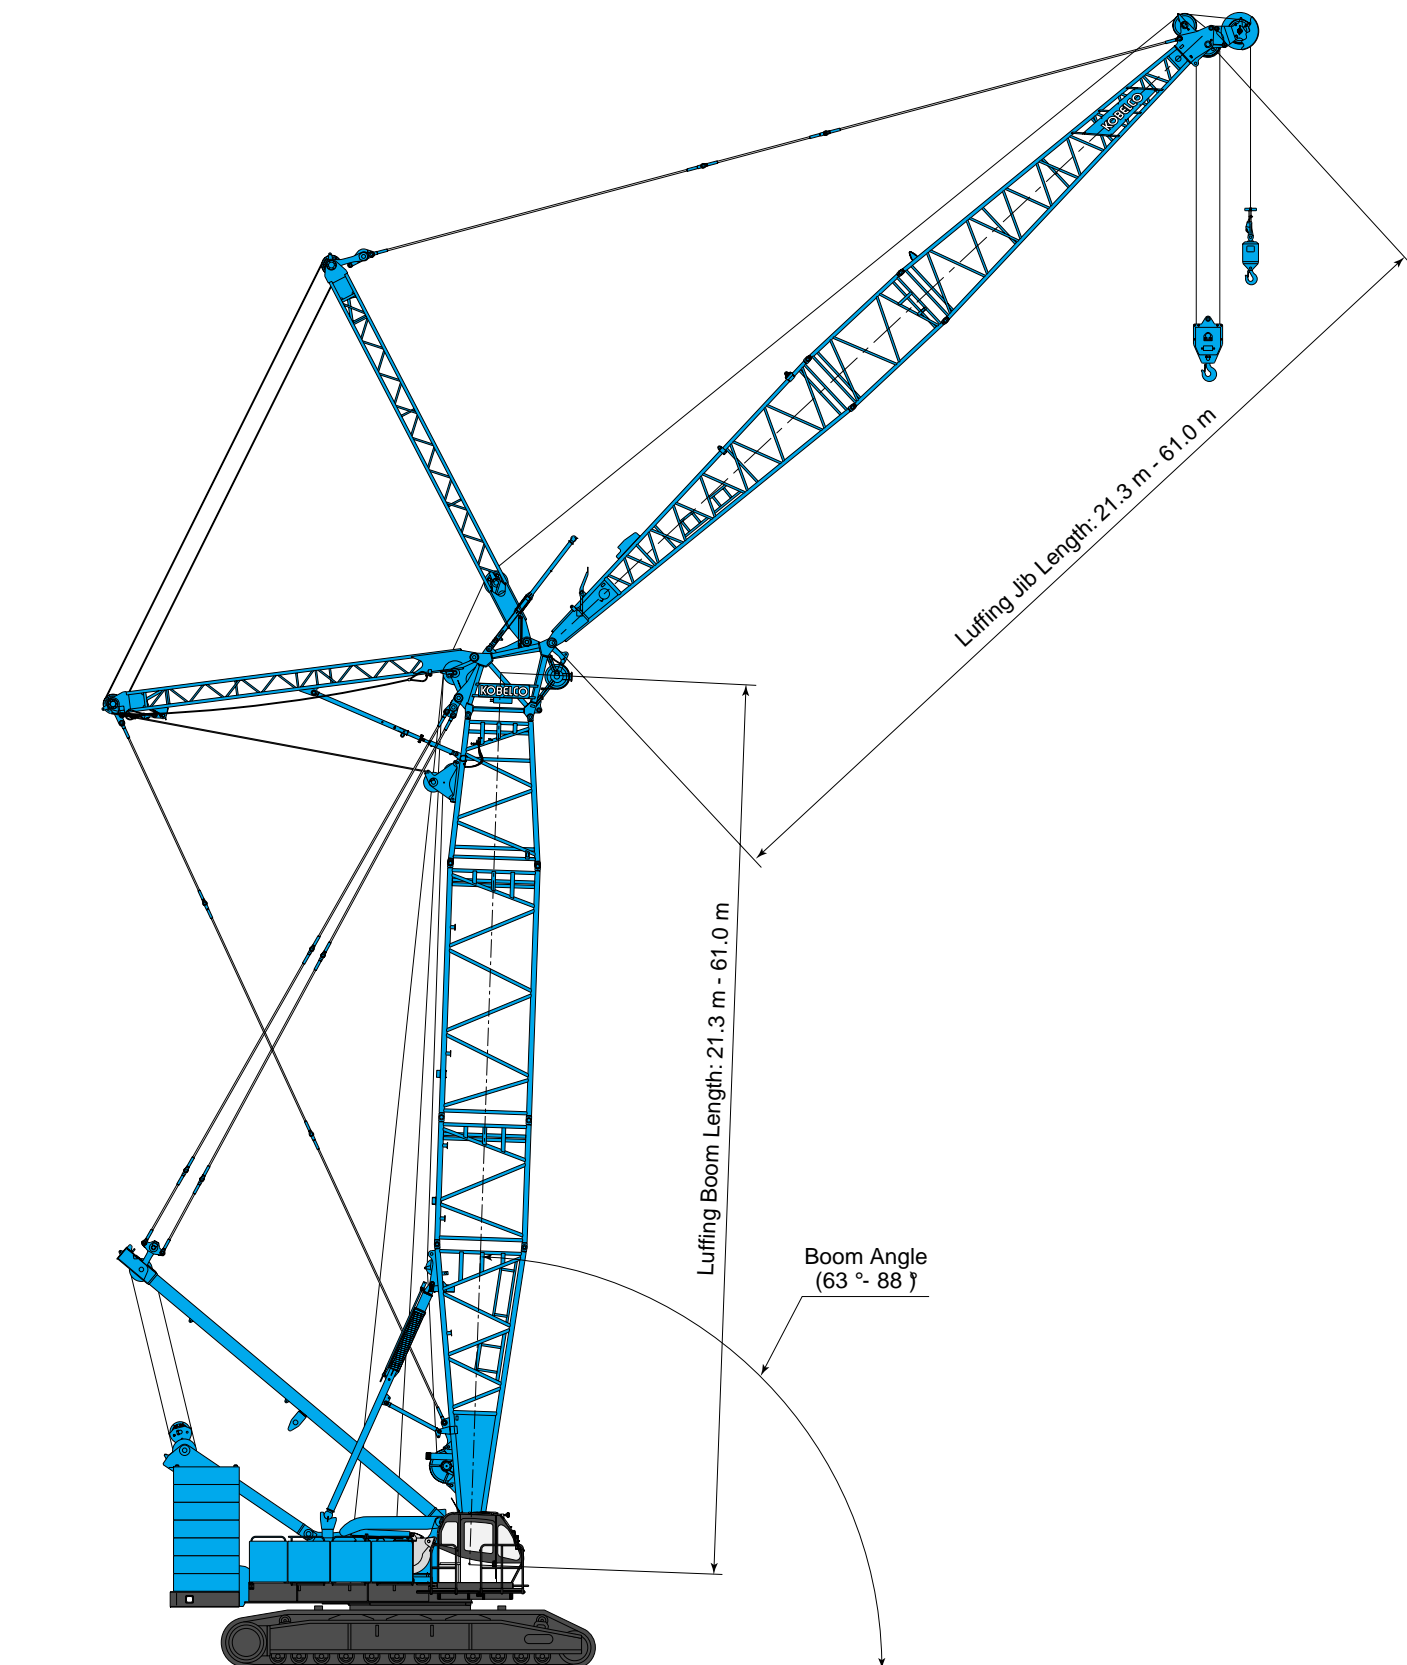 KOBELCO
Luffing Jib Length: 21.3 m - 61.0 m
KOBELCO
Luffing Boom Length: 21.3 m - 61.0 m
Boom Angle
(63 °- 88 )°